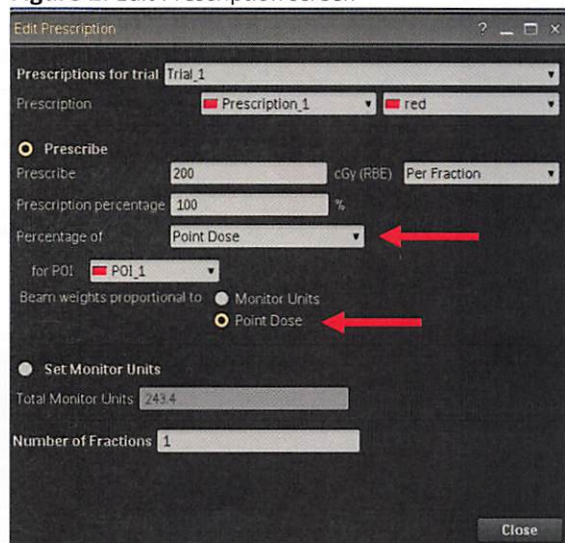 Edit Prescription ? _ □ ×
Prescriptions for trial Trial_1
Prescription Prescription_1 red
Prescribe
Prescribe 200 cGy (RBE) Per Fraction
Prescription percentage 100 %
Percentage of Point Dose
for POI POI_1
Beam weights proportional to Monitor Units
Point Dose
Set Monitor Units
Total Monitor Units 243.4
Number of Fractions 1
Close